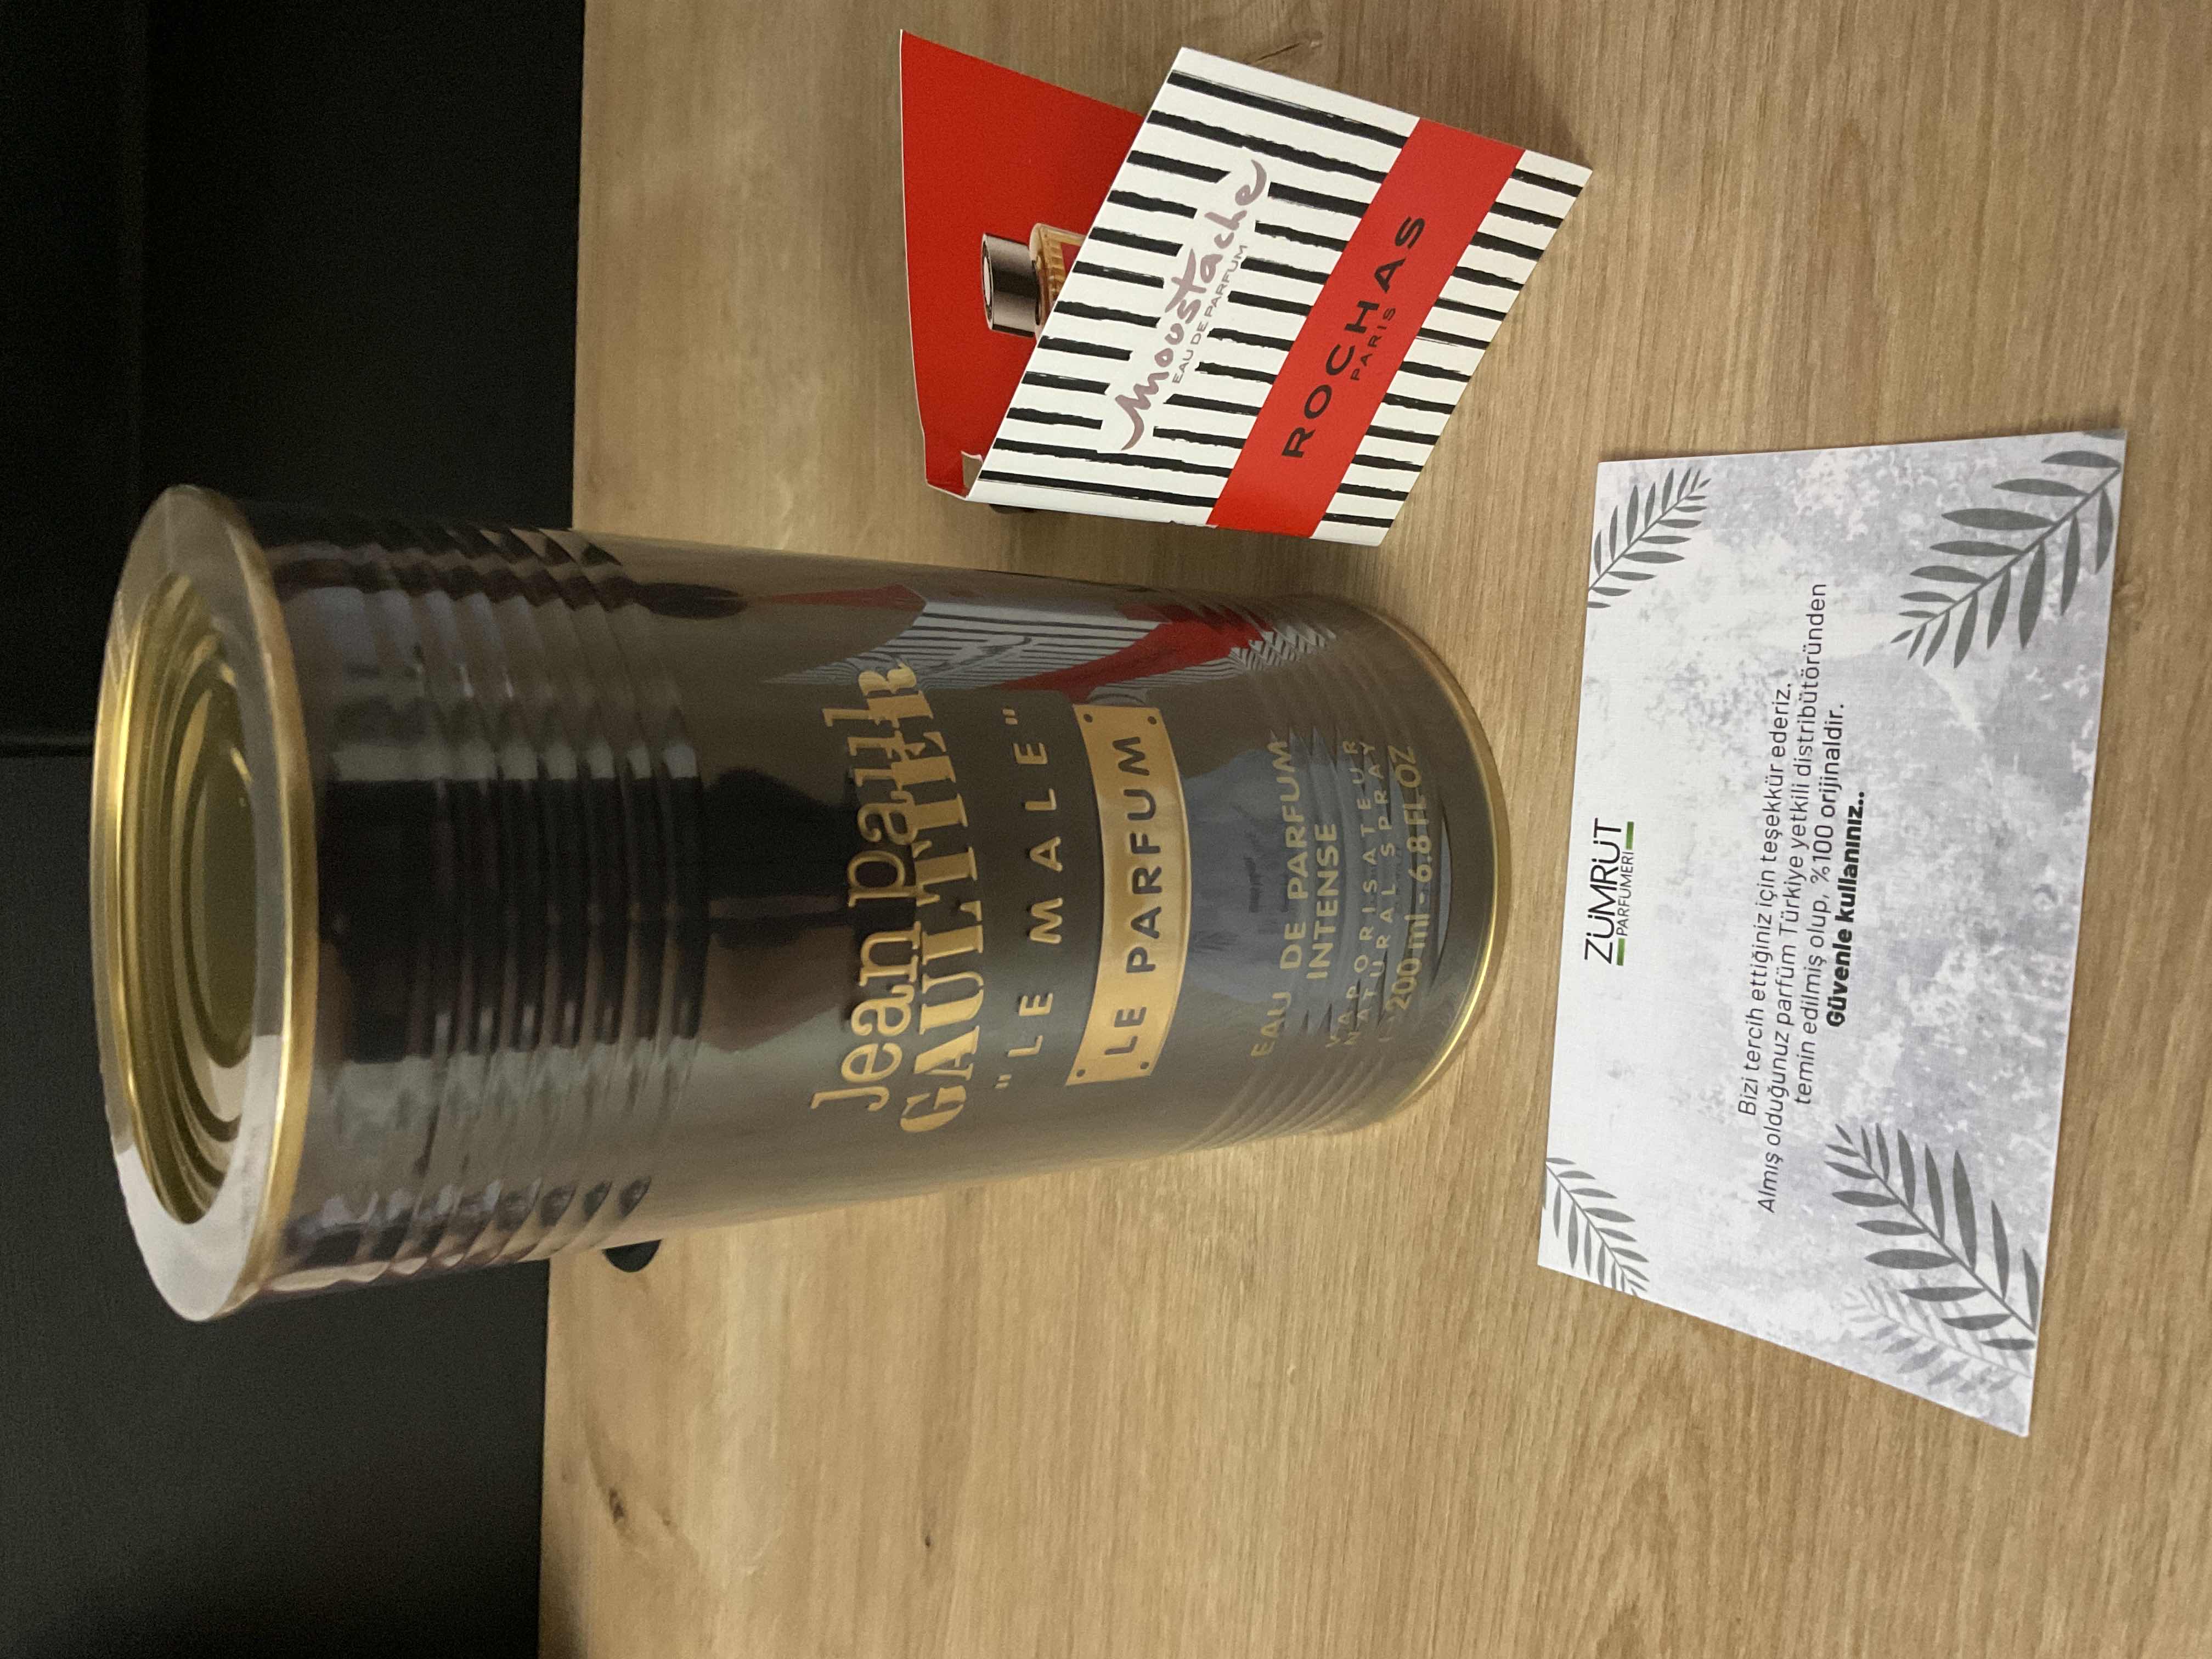 Jean paul
GAULTIER
"LE MALE"
LE PARFUM
EAU DE PARFUM
INTENSE
VAPORISATEUR
NATURAL SPRAY
200 ml - 6.8 FL OZ
moustache
EAU DE PARFUM
ROCHAS
PARIS
ZÜMRÜT
PARFÜMERİ
Bizi tercih ettiğiniz için teşekkür ederiz.
Almış olduğunuz parfüm Türkiye yetkili distribütöründen
temin edilmiş olup, %100 orijinaldir.
Güvenle kullanınız..